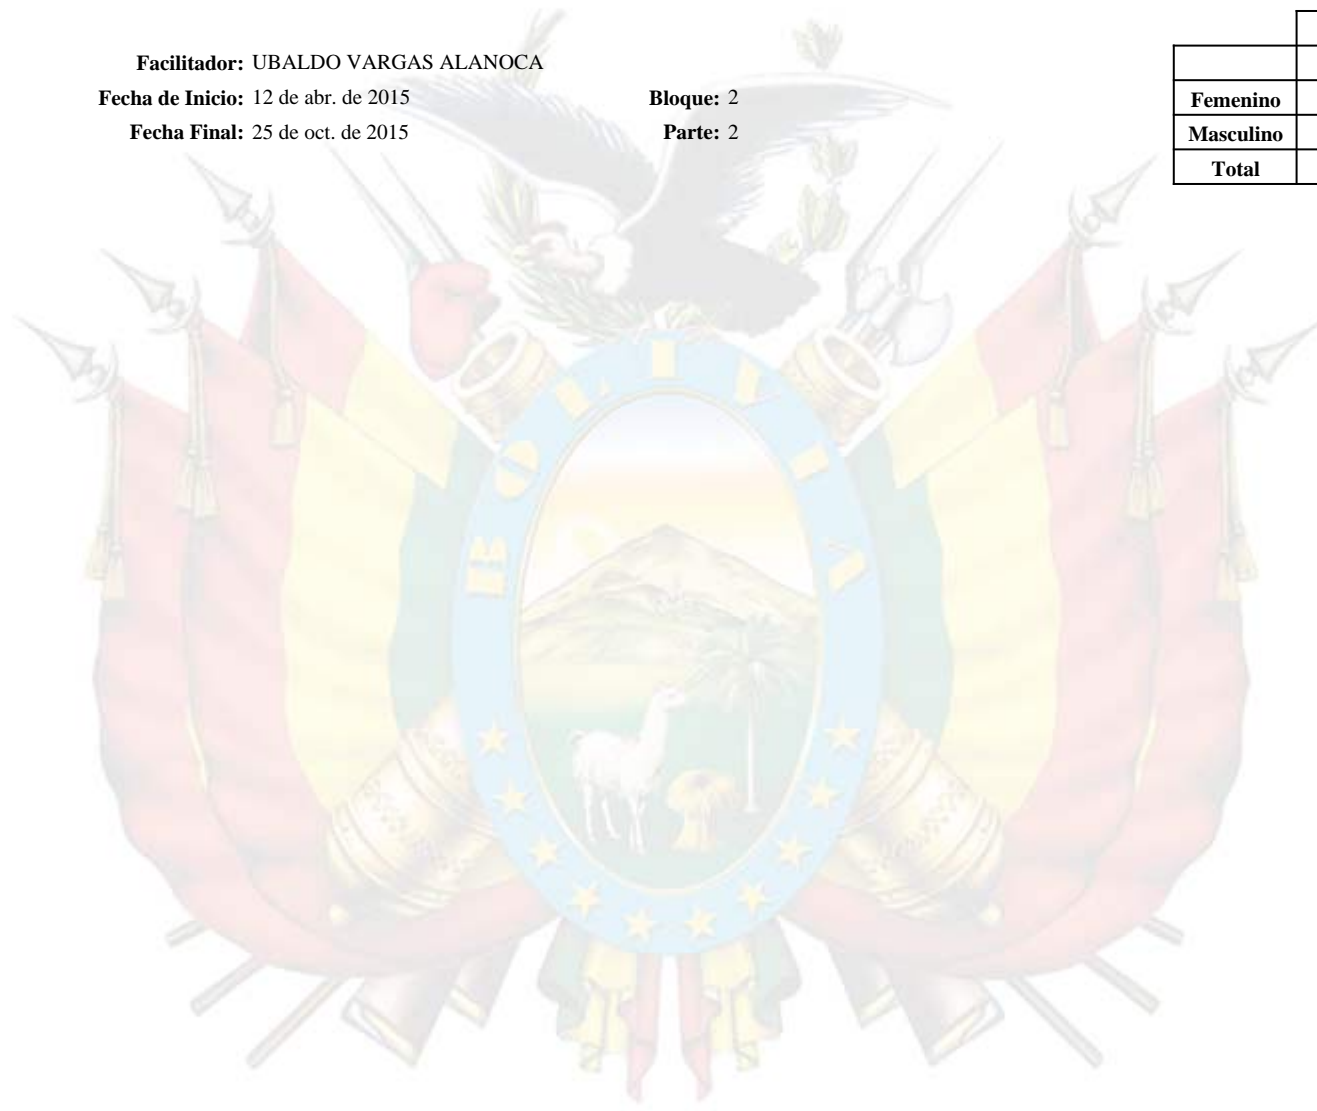 Facilitador: UBALDO VARGAS ALANOCA
Fecha de Inicio: 12 de abr. de 2015 Bloque: 2
Fecha Final: 25 de oct. de 2015 Parte: 2
Femenino
Masculino
Total
BOLIVIA